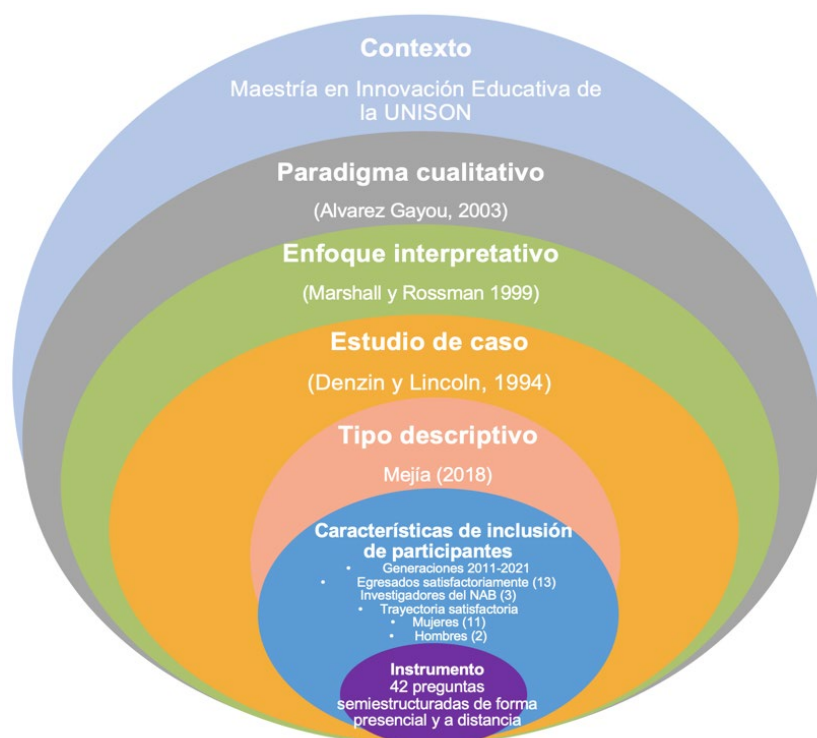 Contexto
Maestría en Innovación Educativa de
la UNISON
Paradigma cualitativo
(Alvarez Gayou, 2003)
Enfoque interpretativo
(Marshall y Rossman 1999)
Estudio de caso
(Denzin y Lincoln, 1994)
Tipo descriptivo
Mejía (2018)
Características de inclusión
de participantes
• Generaciones 2011-2021
• Egresados satisfactoriamente (13)
Investigadores del NAB (3)
• Trayectoria satisfactoria
• Mujeres (11)
• Hombres (2)
Instrumento
42 preguntas
semiestructuradas de forma
presencial y a distancia